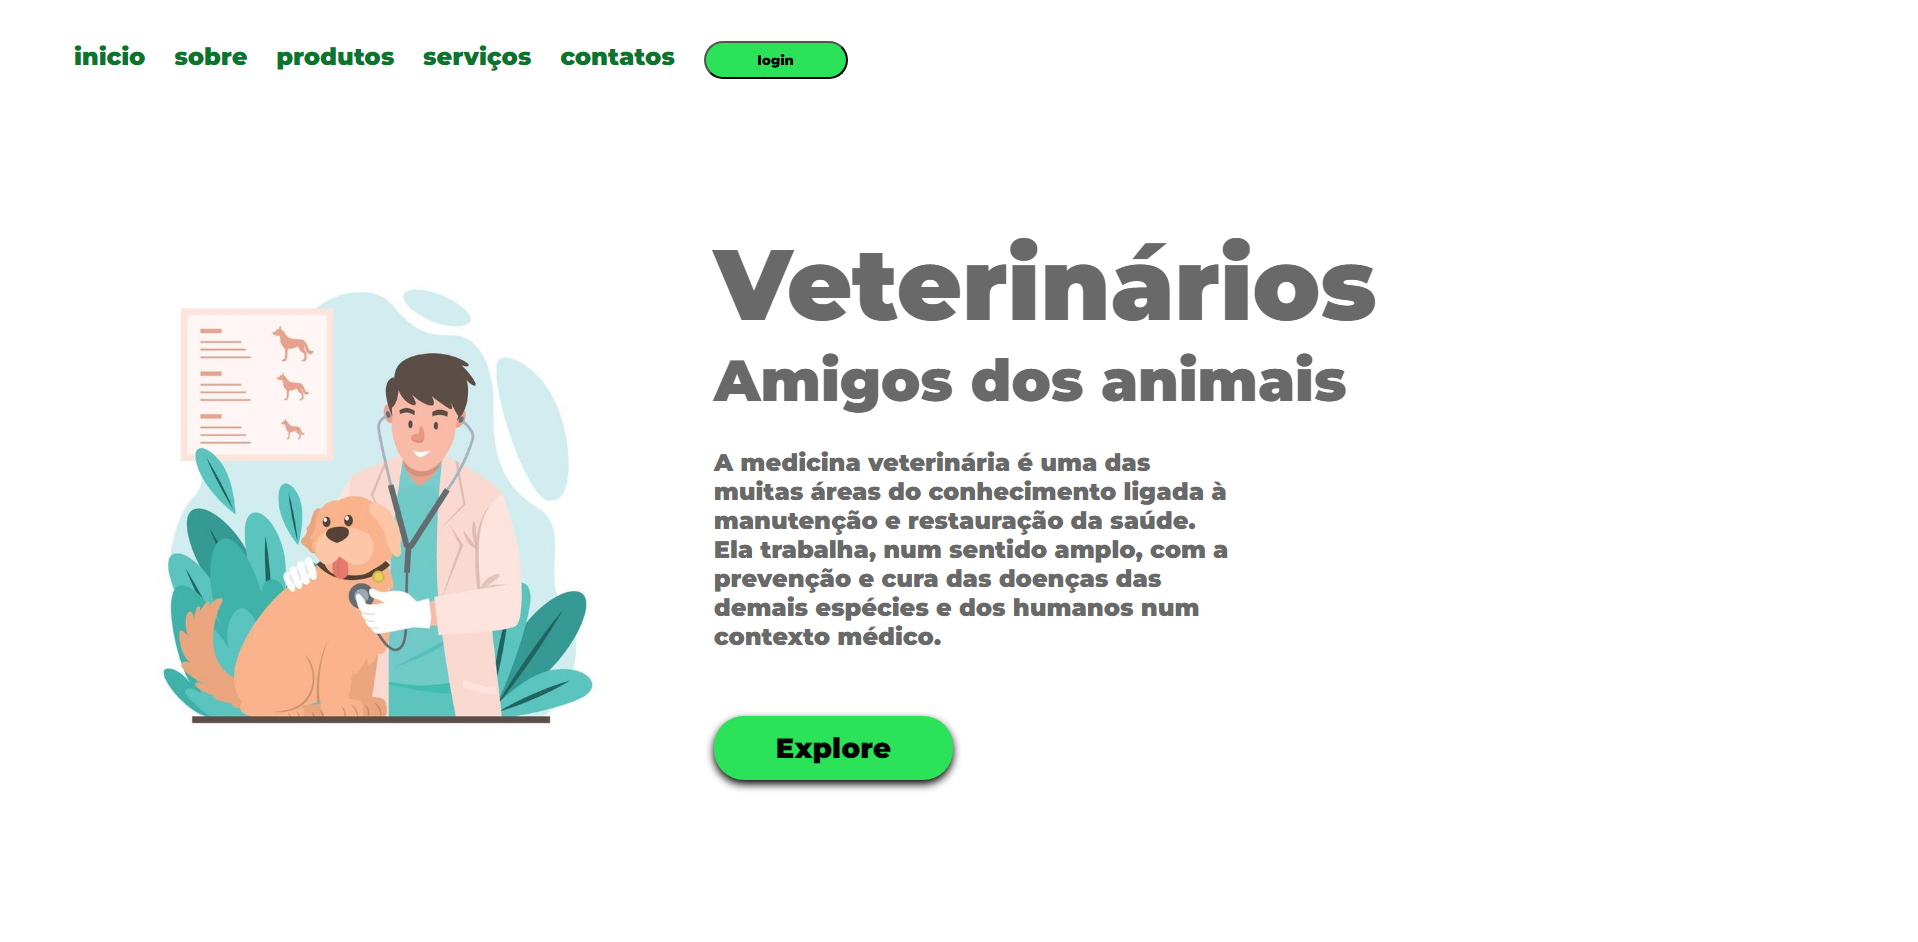 inicio sobre produtos serviços contatos login
Veterinários
Amigos dos animais
A medicina veterinária é uma das
muitas áreas do conhecimento ligada à
manutenção e restauração da saúde.
Ela trabalha, num sentido amplo, com a
prevenção e cura das doenças das
demais espécies e dos humanos num
contexto médico.
Explore